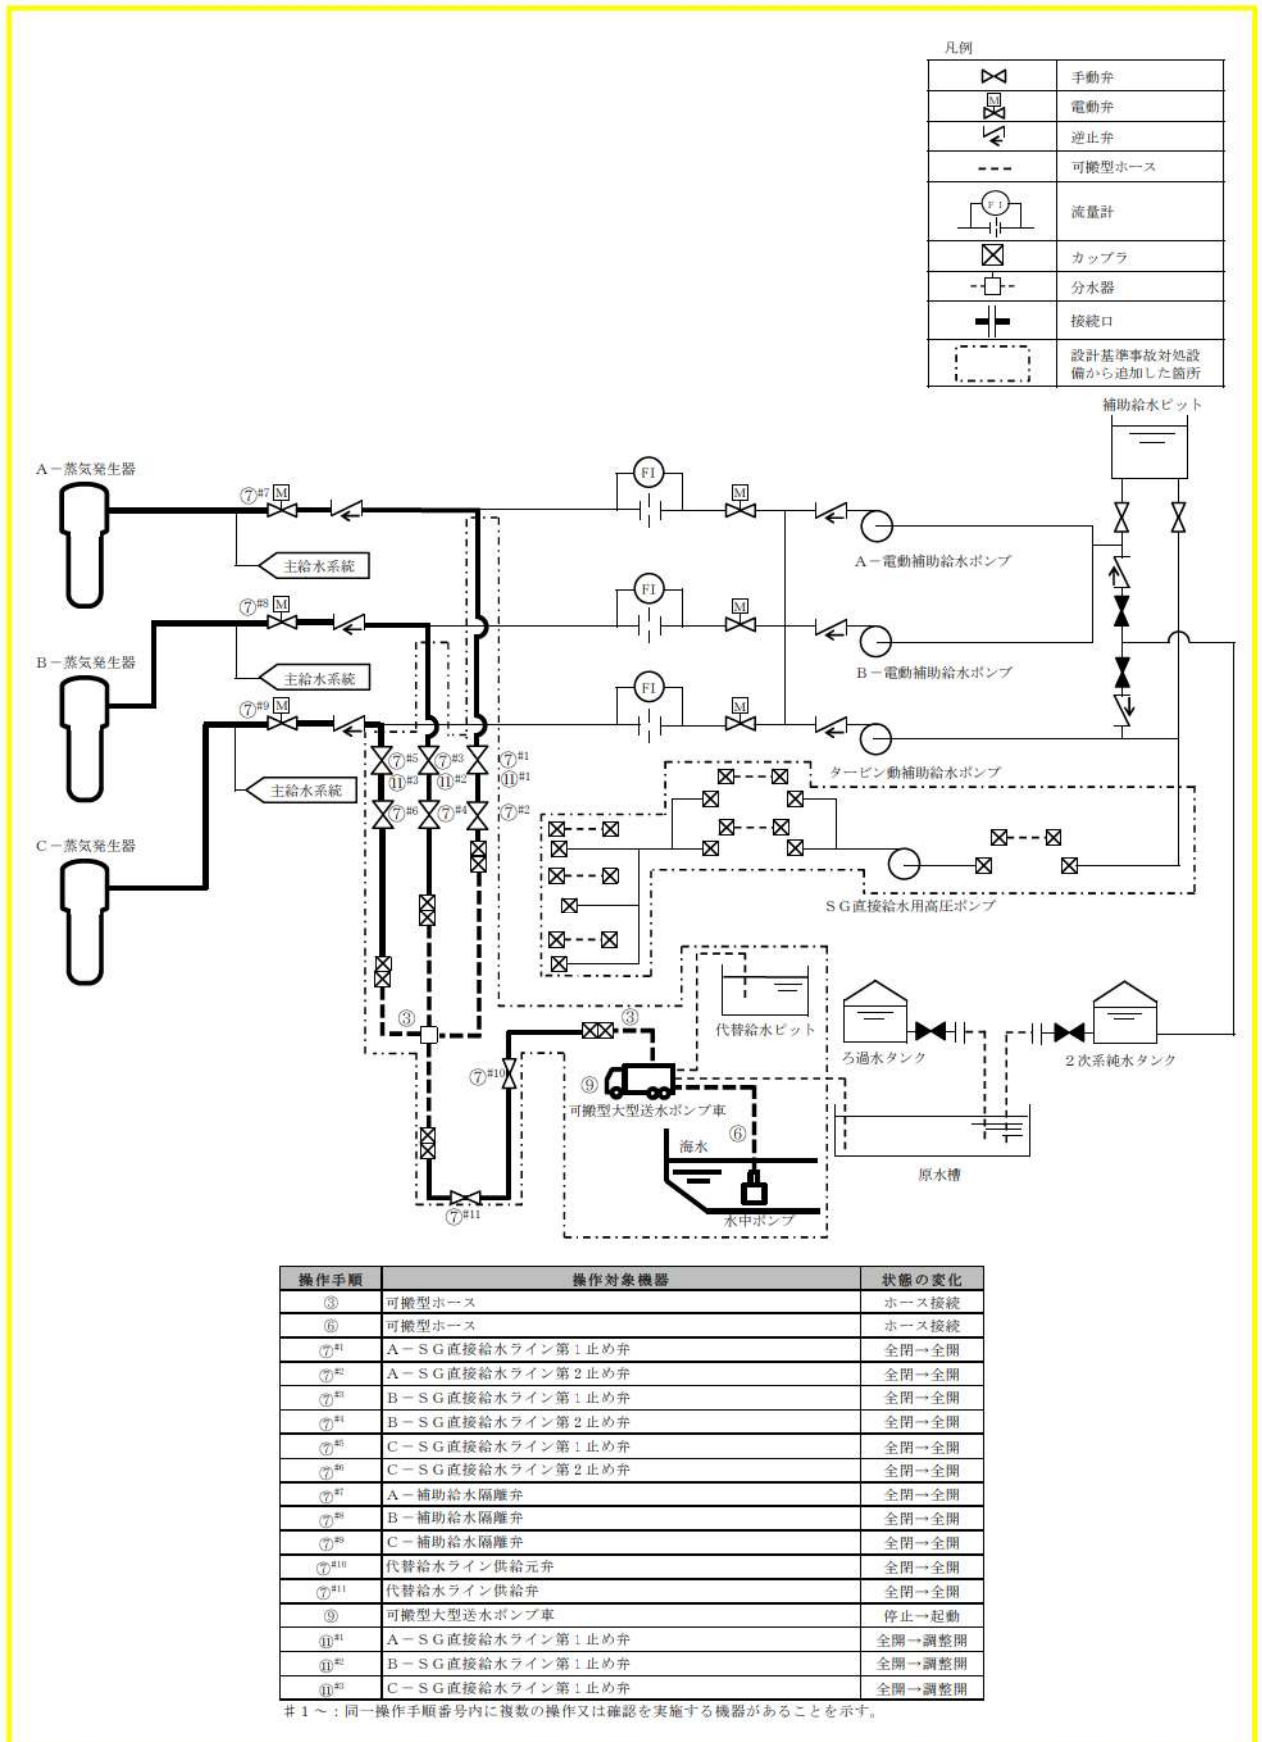 凡例
手動弁
M
電動弁
逆止弁
可搬型ホース
FI
流量計
カップラ
分水器
接続口
設計基準事故対処設
備から追加した箇所
補助給水ピット
A－蒸気発生器
⑦#7 M
FI
M
主給水系統
A－電動補助給水ポンプ
⑦#8 M
FI
M
B－蒸気発生器
主給水系統
B－電動補助給水ポンプ
⑦#9 M
FI
M
⑦#5 ⑦#3 ⑦#1
⑪#3 ⑪#2 ⑪#1
タービン動補助給水ポンプ
主給水系統
⑦#6 ⑦#4 ⑦#2
C－蒸気発生器
SG直接給水用高圧ポンプ
③
③
代替給水ピット
ろ過水タンク
2次系純水タンク
⑦#10
⑨
可搬型大型送水ポンプ車
⑥
海水
原水槽
⑦#11
水中ポンプ
操作手順 操作対象機器 状態の変化
③ 可搬型ホース ホース接続
⑥ 可搬型ホース ホース接続
⑦#1 A－SG直接給水ライン第1止め弁 全閉→全開
⑦#2 A－SG直接給水ライン第2止め弁 全閉→全開
⑦#3 B－SG直接給水ライン第1止め弁 全閉→全開
⑦#4 B－SG直接給水ライン第2止め弁 全閉→全開
⑦#5 C－SG直接給水ライン第1止め弁 全閉→全開
⑦#6 C－SG直接給水ライン第2止め弁 全閉→全開
⑦#7 A－補助給水隔離弁 全閉→全開
⑦#8 B－補助給水隔離弁 全閉→全開
⑦#9 C－補助給水隔離弁 全閉→全開
⑦#10 代替給水ライン供給元弁 全閉→全開
⑦#11 代替給水ライン供給弁 全閉→全開
⑨ 可搬型大型送水ポンプ車 停止→起動
⑪#1 A－SG直接給水ライン第1止め弁 全開→調整開
⑪#2 B－SG直接給水ライン第1止め弁 全開→調整開
⑪#3 C－SG直接給水ライン第1止め弁 全開→調整開
＃1～：同一操作手順番号内に複数の操作又は確認を実施する機器があることを示す。